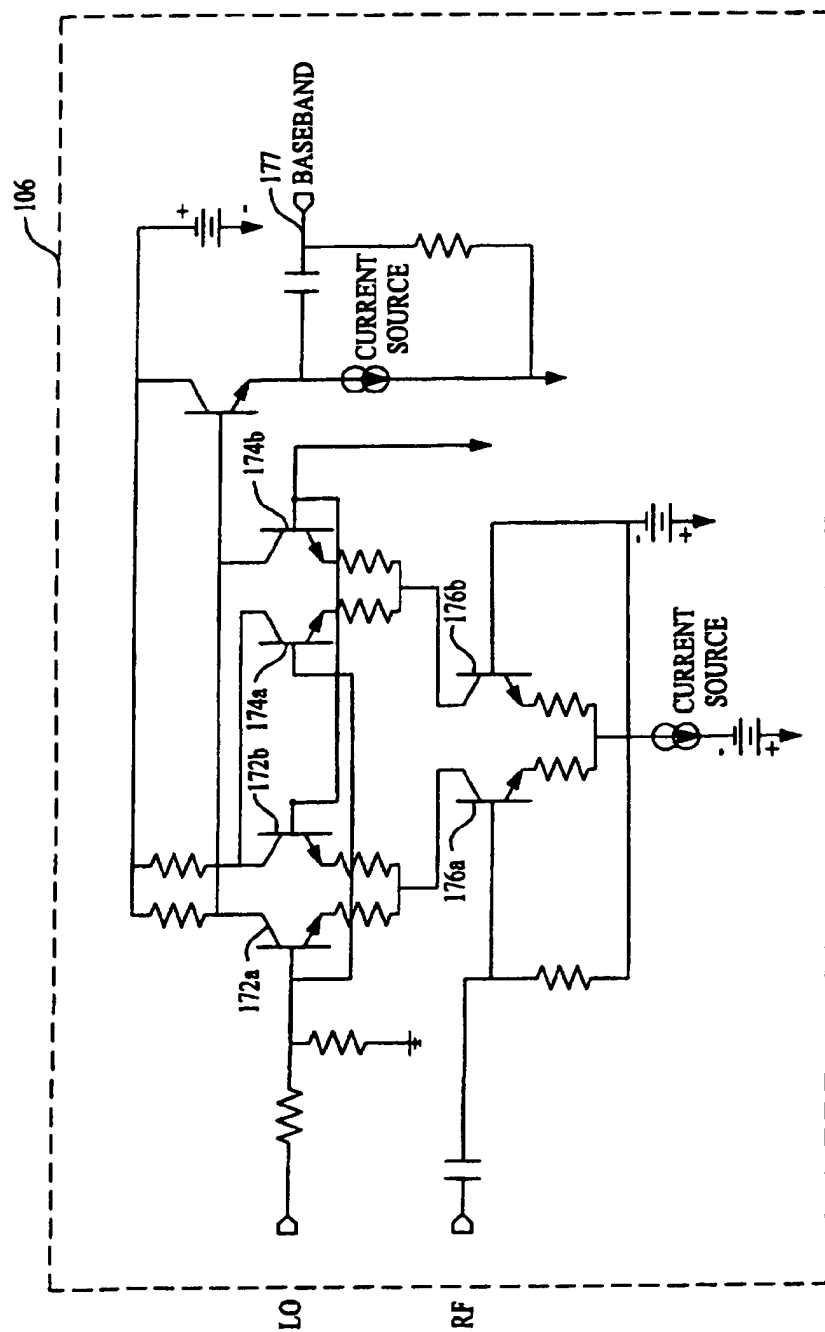 106
177
BASEBAND
+
-
CURRENT
SOURCE
174b
174a
172b
172a
176b
176a
-
+
CURRENT
SOURCE
-
+
LO
RF